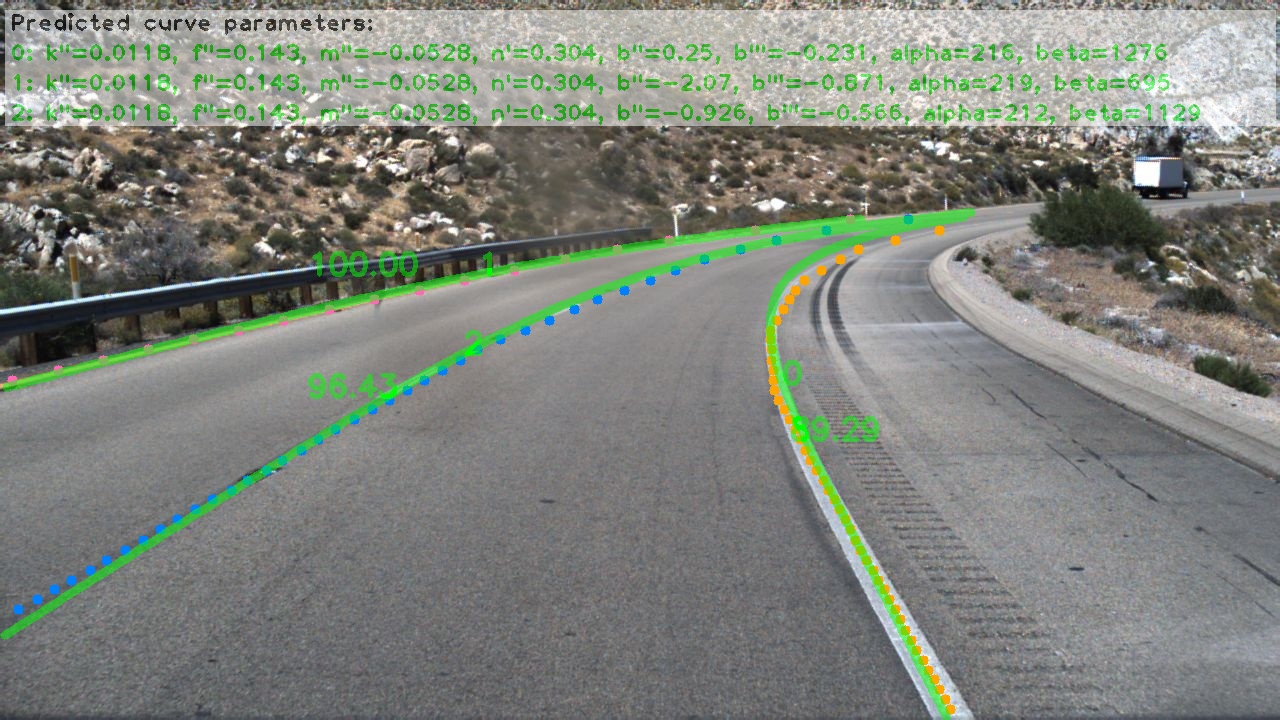 Predicted curve parameters:
0: k''=0.0118, f''=0.143, m''=-0.0528, n'=0.304, b''=0.25, b'''=-0.231, alpha=216, beta=1276
1: k''=0.0118, f''=0.143, m''=-0.0528, n'=0.304, b''=-2.07, b'''=-0.871, alpha=219, beta=695
2: k''=0.0118, f''=0.143, m''=-0.0528, n'=0.304, b''=-0.926, b'''=-0.566, alpha=212, beta=1129
100.00 1
2
96.43
0
89.29